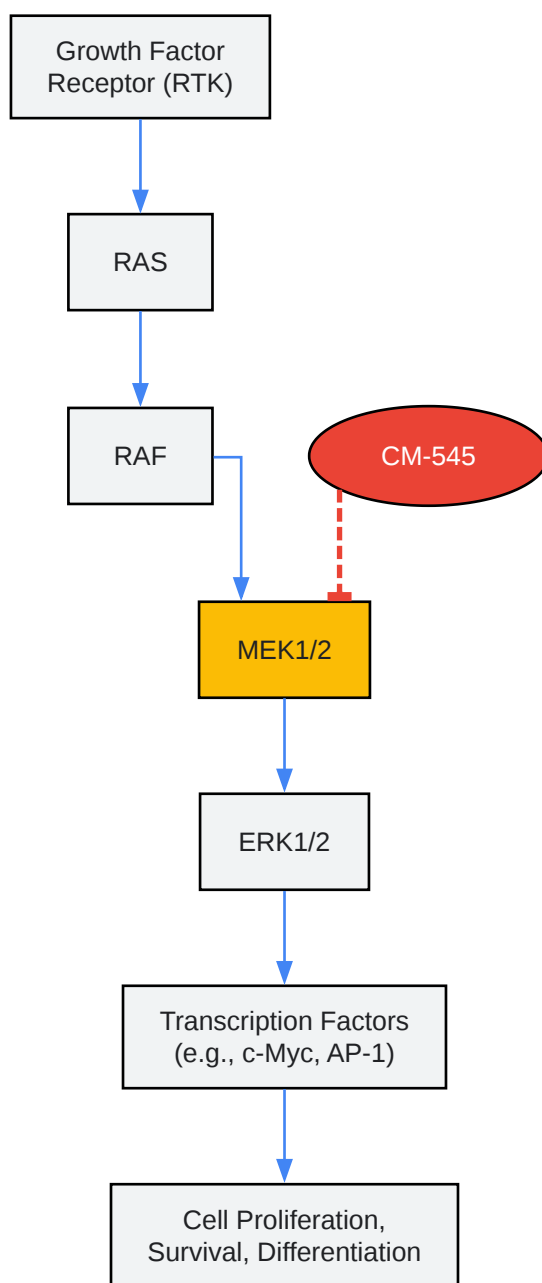 Growth Factor
Receptor (RTK)
RAS
RAF
CM-545
MEK1/2
ERK1/2
Transcription Factors
(e.g., c-Myc, AP-1)
Cell Proliferation,
Survival, Differentiation